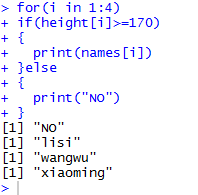 > for(i in 1:4)
+ if(height[i]>=170)
+ {
+   print(names[i])
+ }else
+ {
+   print("NO")
+ }
[1] "NO"
[1] "lisi"
[1] "wangwu"
[1] "xiaoming"
>